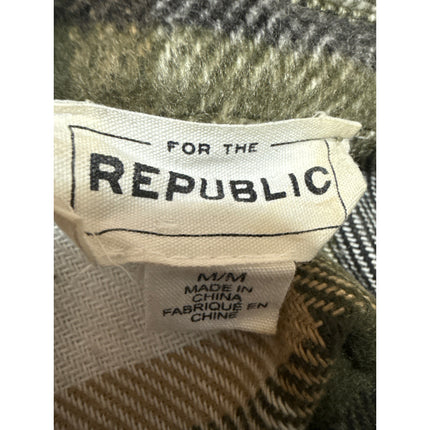 FOR THE
REPUBLIC
M/M
MADE IN
CHINA
FABRIQUÉ EN
CHINE